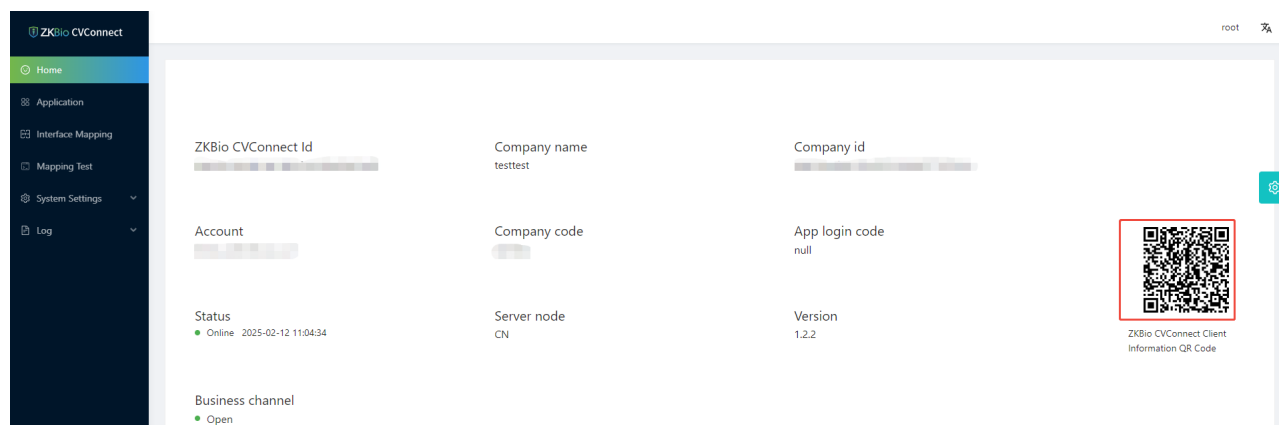 ZKBio CVConnect
root
Home
Application
Interface Mapping
Mapping Test
System Settings
Log
ZKBio CVConnect Id
Company name
testtest
Company id
Account
Company code
App login code
null
Status
Online 2025-02-12 11:04:34
Server node
CN
Version
1.2.2
ZKBio CVConnect Client
Information QR Code
Business channel
Open